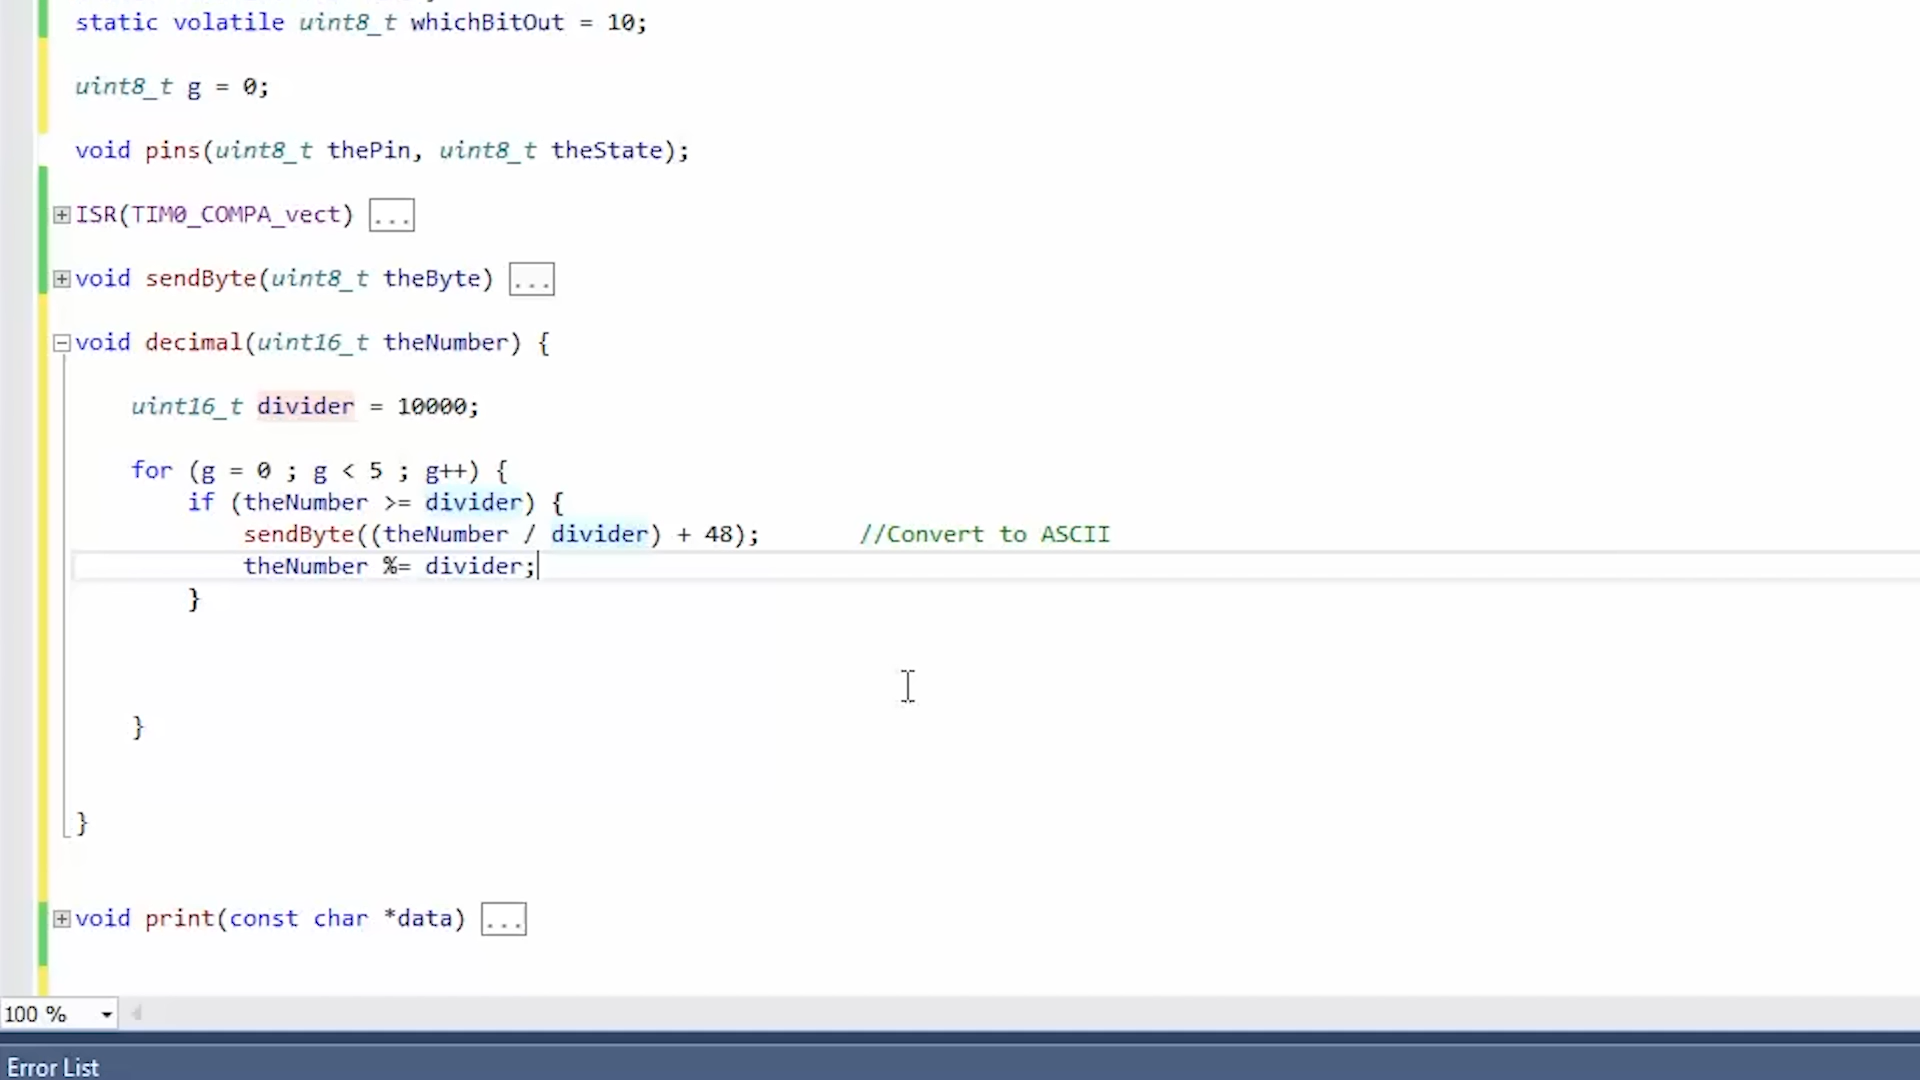 static volatile uint8_t whichBitOut = 10;
uint8_t g = 0;
void pins(uint8_t thePin, uint8_t theState);
ISR(TIM0_COMPA_vect) ...
void sendByte(uint8_t theByte) ...
void decimal(uint16_t theNumber) {
uint16_t divider = 10000;
for (g = 0 ; g < 5 ; g++) {
if (theNumber >= divider) {
sendByte((theNumber / divider) + 48); //Convert to ASCII
theNumber %= divider;
}
}
}
void print(const char *data) ...
100 %
Error List